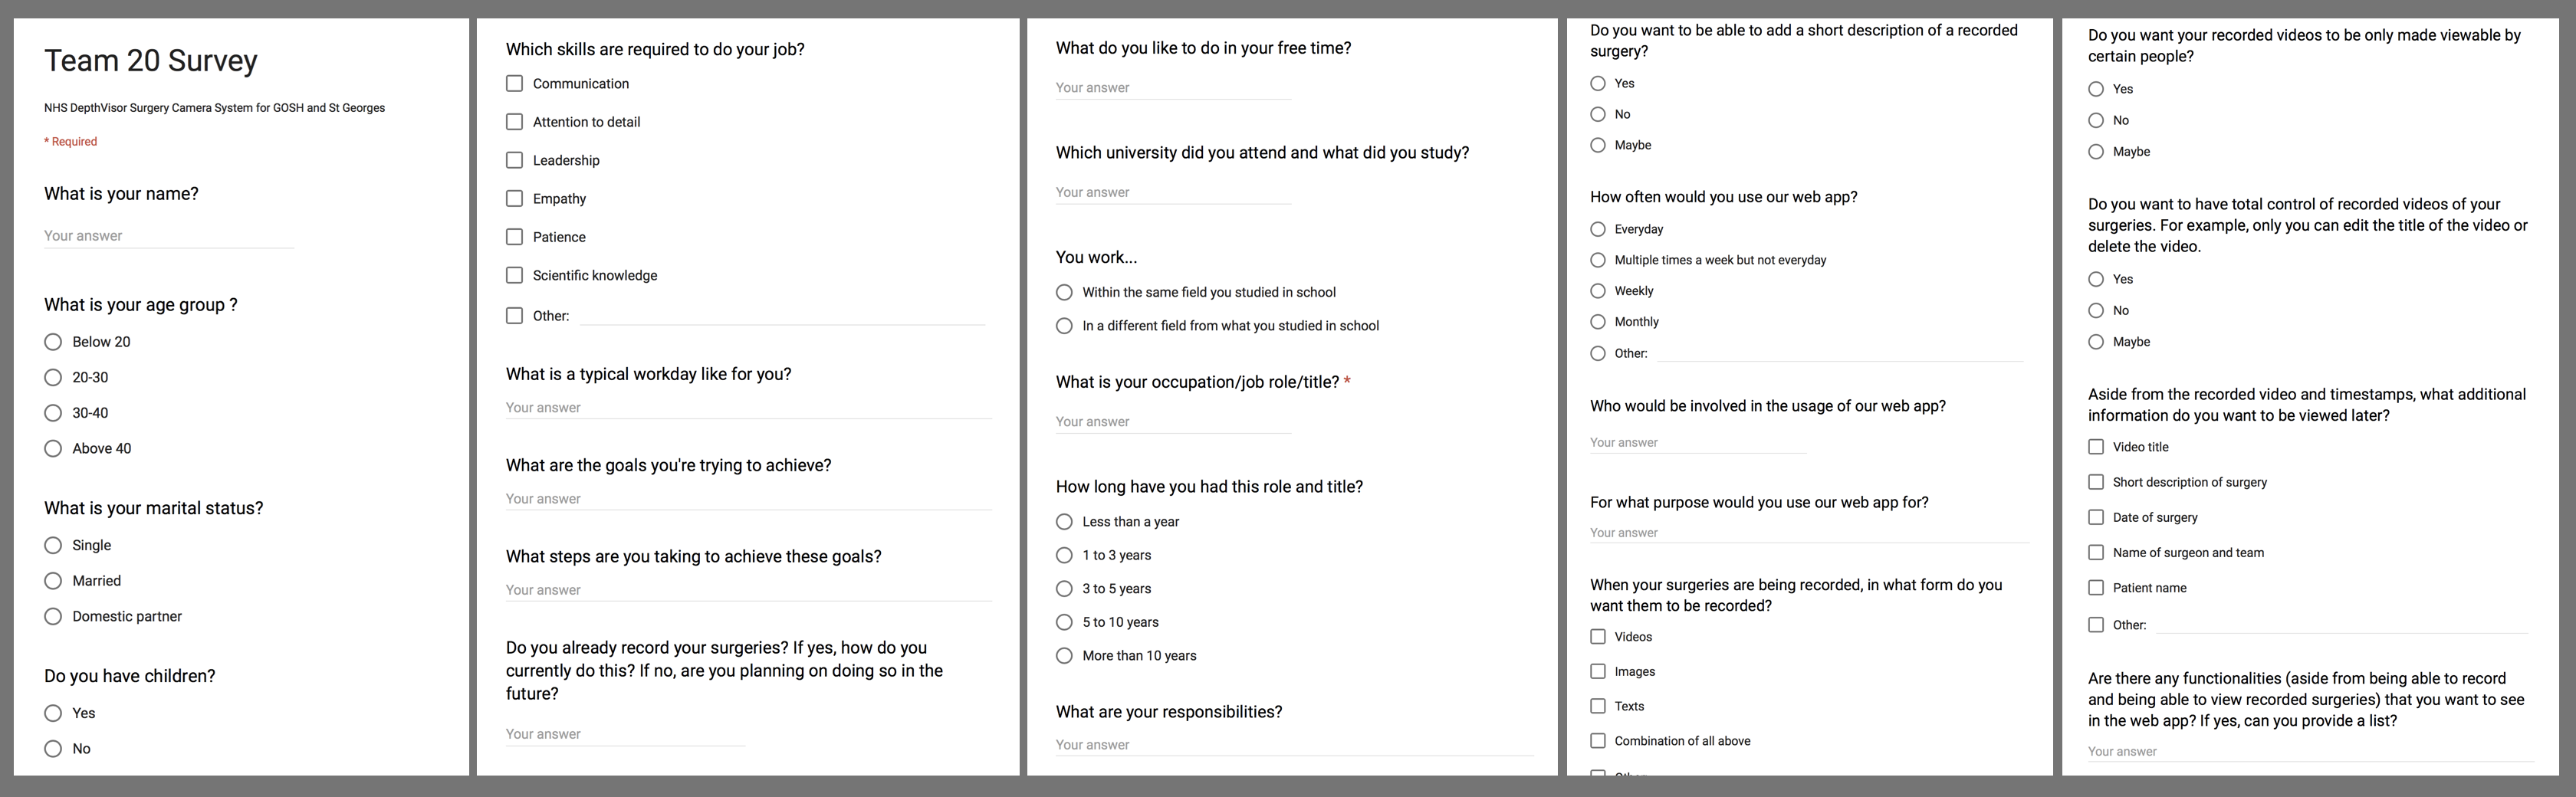 Team 20 Survey
NHS DepthVisor Surgery Camera System for GOSH and St Georges
* Required
What is your name?
Your answer
What is your age group ?
Below 20
20-30
30-40
Above 40
What is your marital status?
Single
Married
Domestic partner
Do you have children?
Yes
No
Which skills are required to do your job?
Communication
Attention to detail
Leadership
Empathy
Patience
Scientific knowledge
Other:
What is a typical workday like for you?
Your answer
What are the goals you're trying to achieve?
Your answer
What steps are you taking to achieve these goals?
Your answer
Do you already record your surgeries? If yes, how do you
currently do this? If no, are you planning on doing so in the
future?
Your answer
What do you like to do in your free time?
Your answer
Which university did you attend and what did you study?
Your answer
You work...
Within the same field you studied in school
In a different field from what you studied in school
What is your occupation/job role/title? *
Your answer
How long have you had this role and title?
Less than a year
1 to 3 years
3 to 5 years
5 to 10 years
More than 10 years
What are your responsibilities?
Your answer
Do you want to be able to add a short description of a recorded
surgery?
Yes
No
Maybe
How often would you use our web app?
Everyday
Multiple times a week but not everyday
Weekly
Monthly
Other:
Who would be involved in the usage of our web app?
Your answer
For what purpose would you use our web app for?
Your answer
When your surgeries are being recorded, in what form do you
want them to be recorded?
Videos
Images
Texts
Combination of all above
Do you want your recorded videos to be only made viewable by
certain people?
Yes
No
Maybe
Do you want to have total control of recorded videos of your
surgeries. For example, only you can edit the title of the video or
delete the video.
Yes
No
Maybe
Aside from the recorded video and timestamps, what additional
information do you want to be viewed later?
Video title
Short description of surgery
Date of surgery
Name of surgeon and team
Patient name
Other:
Are there any functionalities (aside from being able to record
and being able to view recorded surgeries) that you want to see
in the web app? If yes, can you provide a list?
Your answer